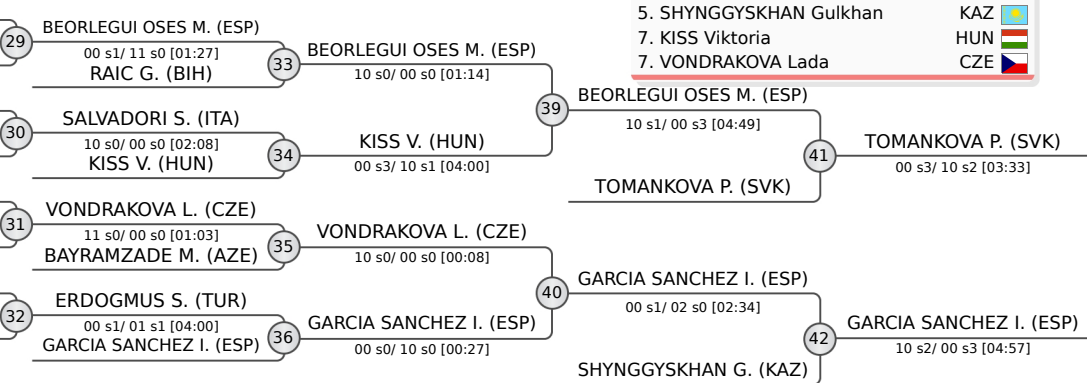 5. SHYNGGYSKHAN Gulkhan KAZ
7. KISS Viktoria HUN
7. VONDRAKOVA Lada CZE
29
BEORLEGUI OSES M. (ESP)
00 s1/ 11 s0 [01:27]
RAIC G. (BIH)
33
BEORLEGUI OSES M. (ESP)
10 s0/ 00 s0 [01:14]
30
SALVADORI S. (ITA)
10 s0/ 00 s0 [02:08]
KISS V. (HUN)
34
KISS V. (HUN)
00 s3/ 10 s1 [04:00]
39
BEORLEGUI OSES M. (ESP)
10 s1/ 00 s3 [04:49]
TOMANKOVA P. (SVK)
41
TOMANKOVA P. (SVK)
00 s3/ 10 s2 [03:33]
31
VONDRAKOVA L. (CZE)
11 s0/ 00 s0 [01:03]
BAYRAMZADE M. (AZE)
35
VONDRAKOVA L. (CZE)
10 s0/ 00 s0 [00:08]
32
ERDOGMUS S. (TUR)
00 s1/ 01 s1 [04:00]
GARCIA SANCHEZ I. (ESP)
36
GARCIA SANCHEZ I. (ESP)
00 s0/ 10 s0 [00:27]
40
GARCIA SANCHEZ I. (ESP)
00 s1/ 02 s0 [02:34]
SHYNGGYSKHAN G. (KAZ)
42
GARCIA SANCHEZ I. (ESP)
10 s2/ 00 s3 [04:57]